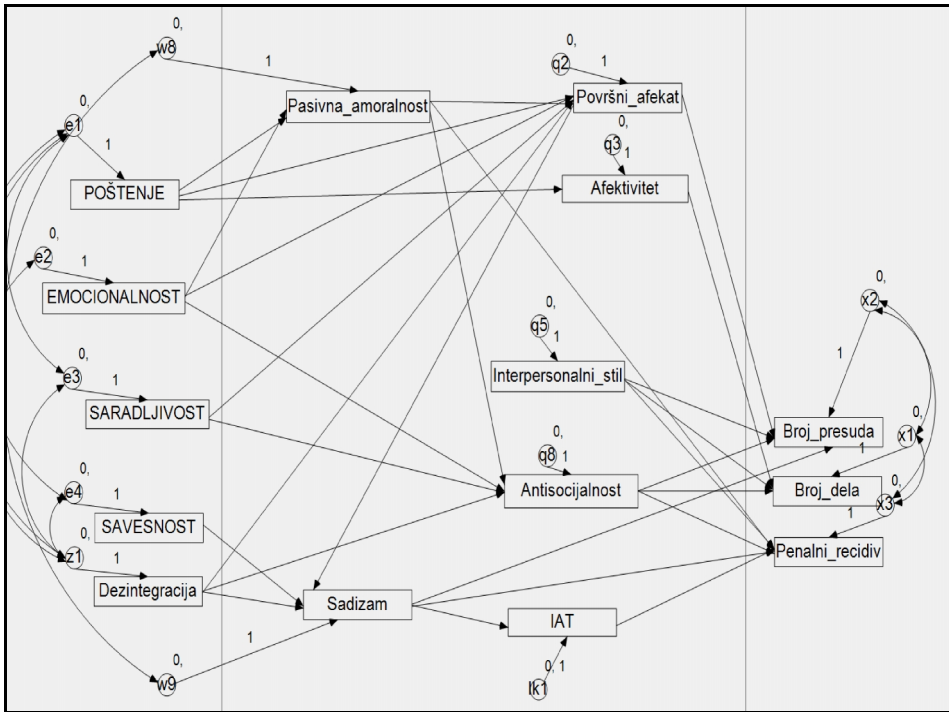 0,
w8
1
0,
e1
1
POŠTENJE
0,
e2
1
EMOCIONALNOST
0,
e3
1
SARADLJIVOST
0,
e4
1
SAVESNOST
0,
z1
1
Dezintegracija
0,
w9
1
Pasivna_amoralnost
Sadizam
0,
q2
1
Površni_afekat
0,
q3
1
Afektivitet
0,
q5
1
Interpersonalni_stil
0,
q8
1
Antisocijalnost
IAT
0, 1
tk1
0,
x2
1
Broj_presuda
0,
x1
1
Broj_dela
0,
x3
1
Penalni_recidiv